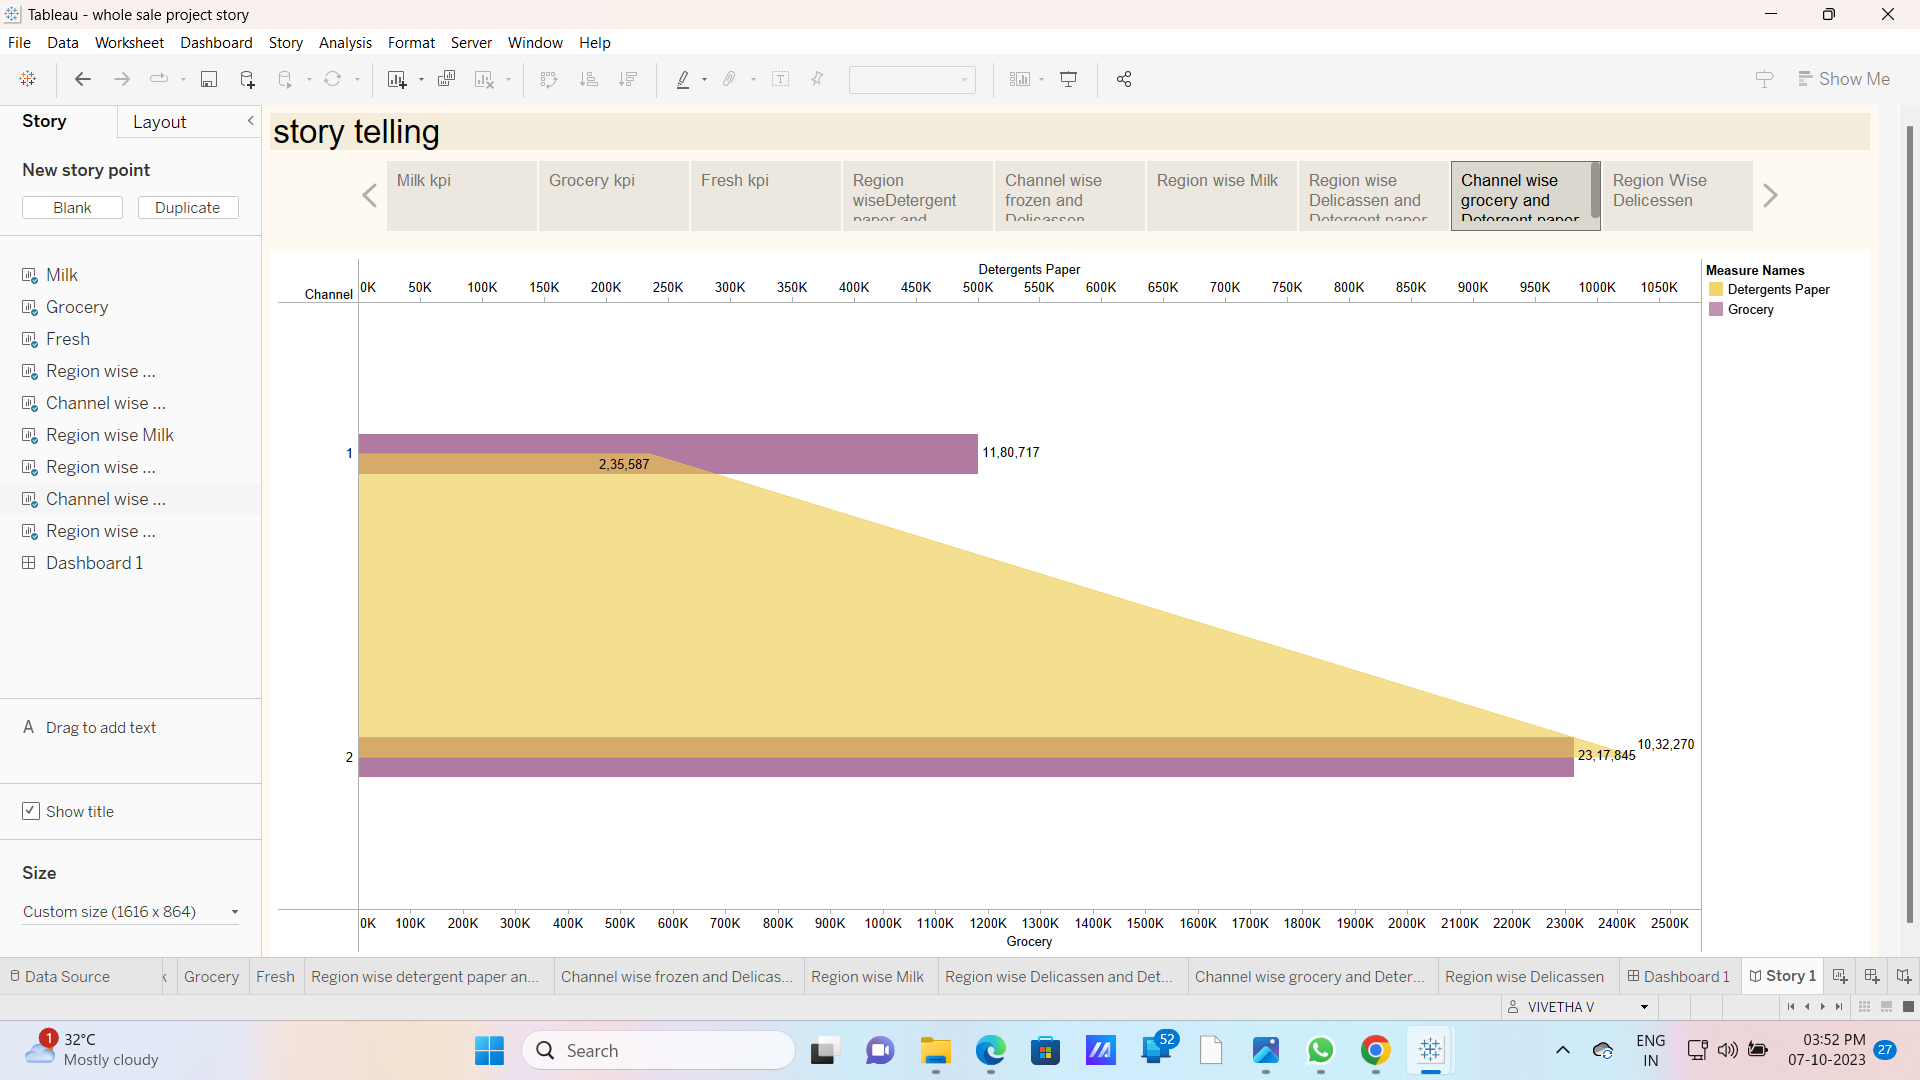 Tableau - whole sale project story
File Data Worksheet Dashboard Story Analysis Format Server Window Help
Show Me
Story Layout
New story point
Blank Duplicate
Milk
Grocery
Fresh
Region wise ...
Channel wise ...
Region wise Milk
Region wise ...
Channel wise ...
Region wise ...
Dashboard 1
A Drag to add text
Show title
Size
Custom size (1616 x 864)
story telling
Milk kpi
Grocery kpi
Fresh kpi
Region
wiseDetergent
paper and
Channel wise
frozen and
Delicassen
Region wise Milk
Region wise
Delicassen and
Detergent paper
Channel wise
grocery and
Detergent paper
Region Wise
Delicessen
Detergents Paper
Channel
0K 50K 100K 150K 200K 250K 300K 350K 400K 450K 500K 550K 600K 650K 700K 750K 800K 850K 900K 950K 1000K 1050K
Measure Names
Detergents Paper
Grocery
1
11,80,717
2,35,587
2
10,32,270
23,17,845
0K 100K 200K 300K 400K 500K 600K 700K 800K 900K 1000K 1100K 1200K 1300K 1400K 1500K 1600K 1700K 1800K 1900K 2000K 2100K 2200K 2300K 2400K 2500K
Grocery
Data Source Grocery Fresh Region wise detergent paper an... Channel wise frozen and Delicas... Region wise Milk Region wise Delicassen and Det... Channel wise grocery and Deter... Region wise Delicassen Dashboard 1 Story 1
VIVETHA V
1
32°C
Mostly cloudy
Search
52
ENG
IN
03:52 PM
07-10-2023
27